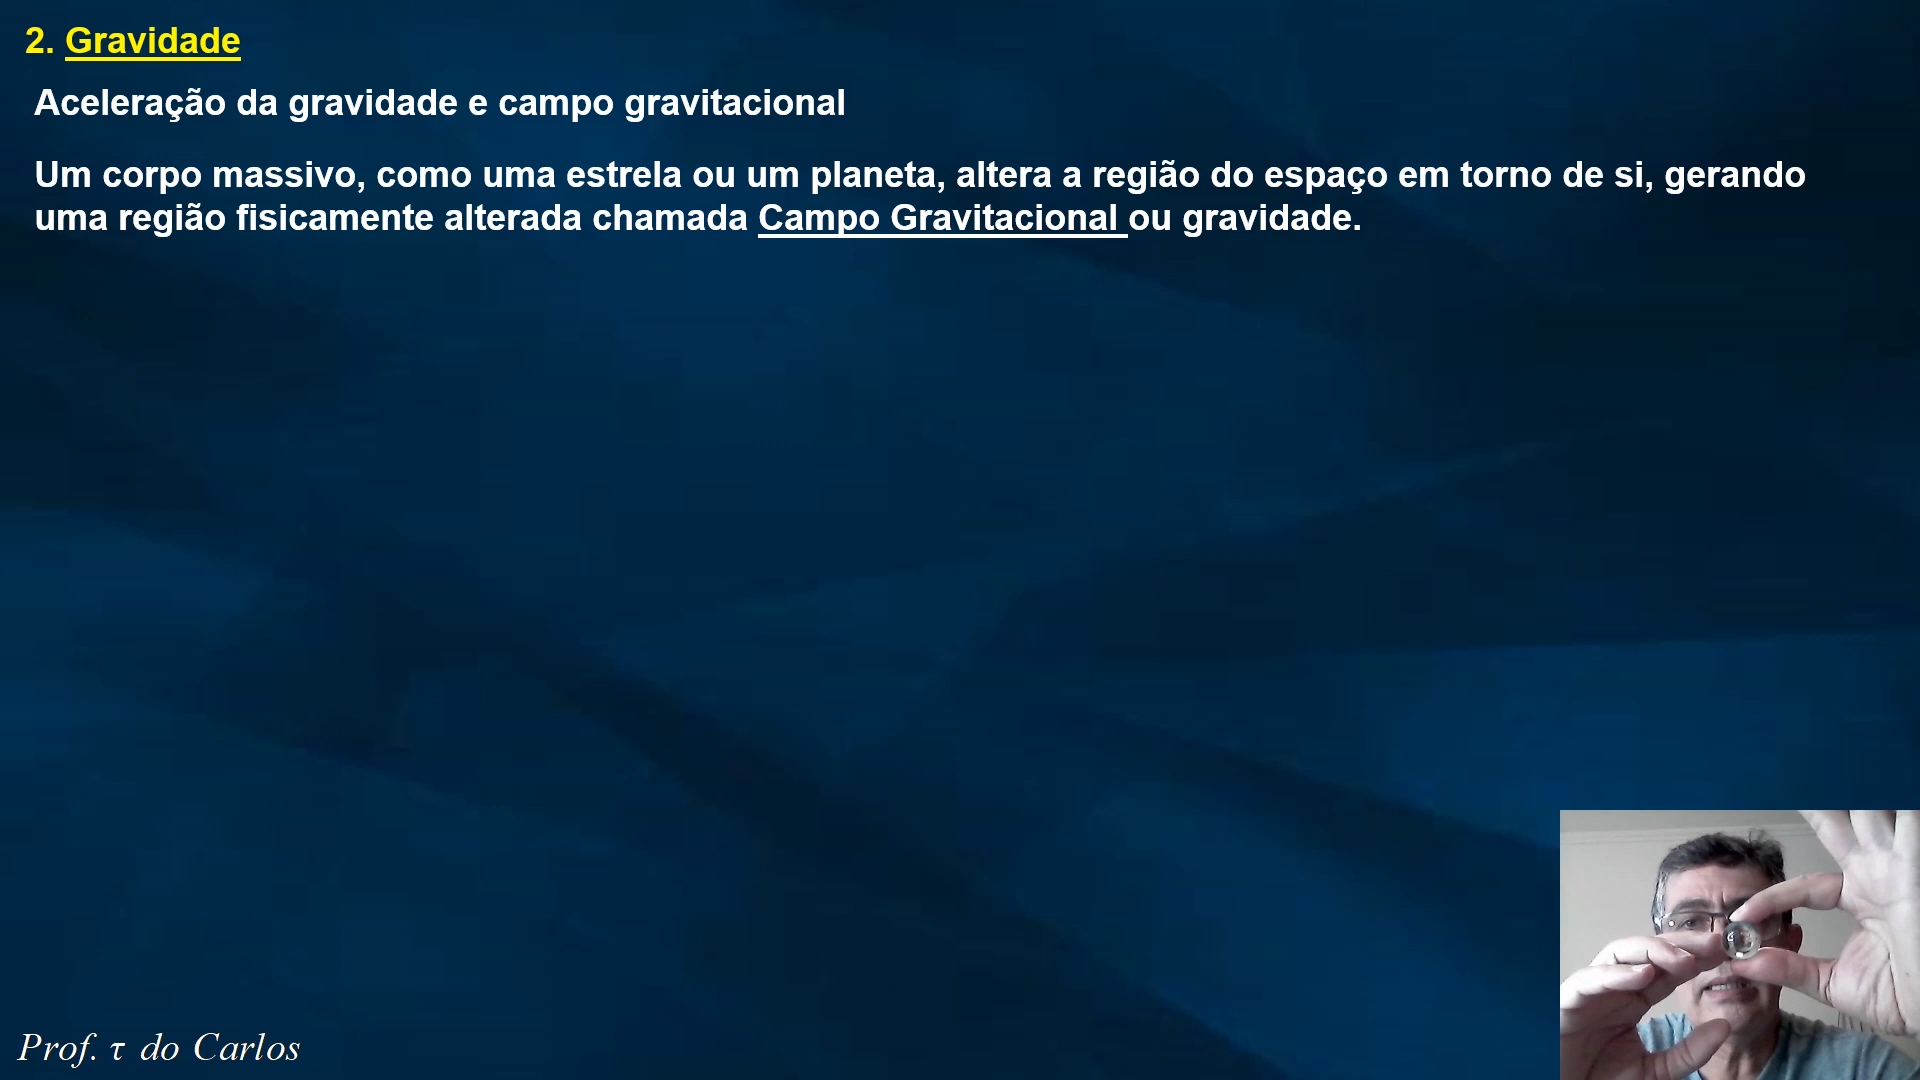 2. Gravidade
Aceleração da gravidade e campo gravitacional
Um corpo massivo, como uma estrela ou um planeta, altera a região do espaço em torno de si, gerando
uma região fisicamente alterada chamada Campo Gravitacional ou gravidade.
Prof. τ do Carlos